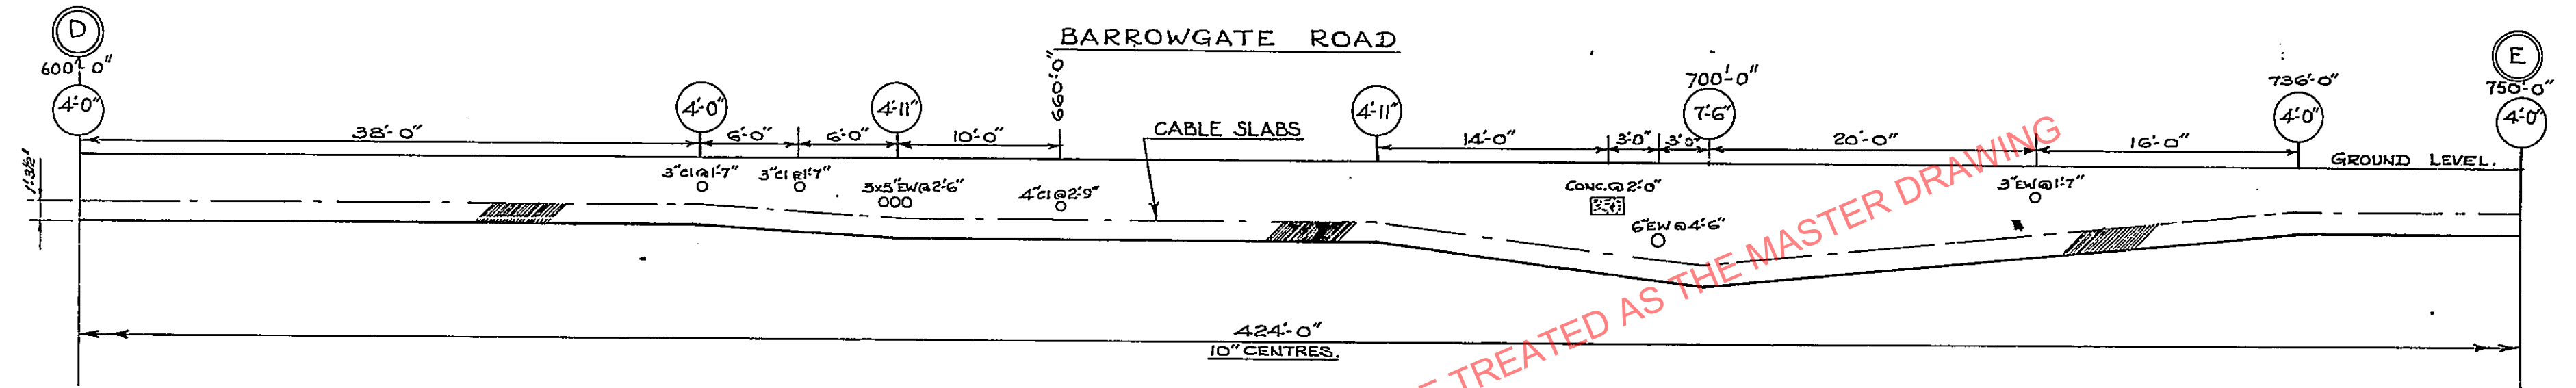 BARROWGATE ROAD
D
600'-0"
4'-0"
38'-0"
4'-0"
6'-0"
6'-0"
4'-11"
10'-0"
660'-0"
CABLE SLABS
4'-11"
14'-0"
3'-0"
3'-0"
700'-0"
7'-6"
20'-0"
16'-0"
736'-0"
4'-0"
E
750'-0"
4'-0"
GROUND LEVEL.
1'-3½"
3"CI@1'-7"
3"CI@1'-7"
3x3"EW@2'-6"
4"CI@2'-9"
CONC.@2'-0"
6"EW@4'-6"
3"EW@1'-7"
424'-0"
10" CENTRES.
TREATED AS THE MASTER DRAWING